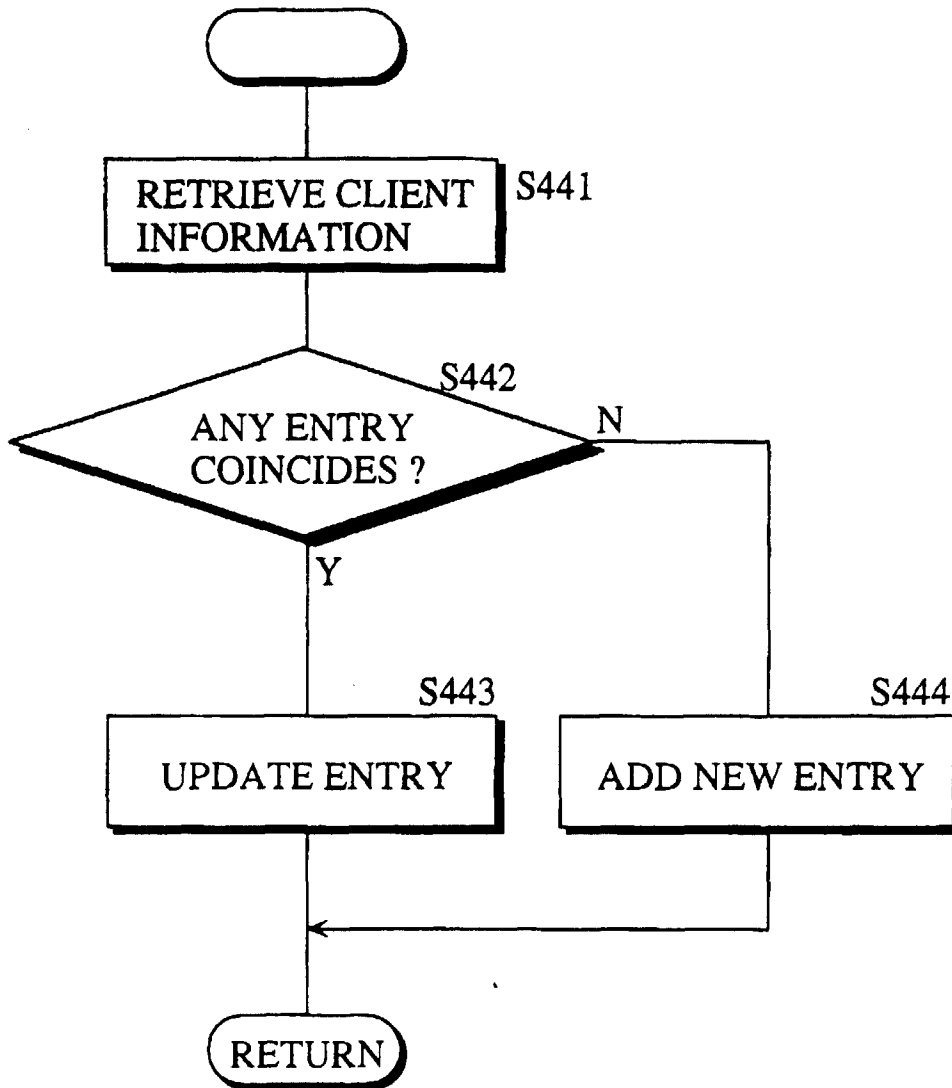 RETRIEVE CLIENT
INFORMATION
S441
S442
ANY ENTRY
COINCIDES ?
N
Y
S443
UPDATE ENTRY
S444
ADD NEW ENTRY
RETURN